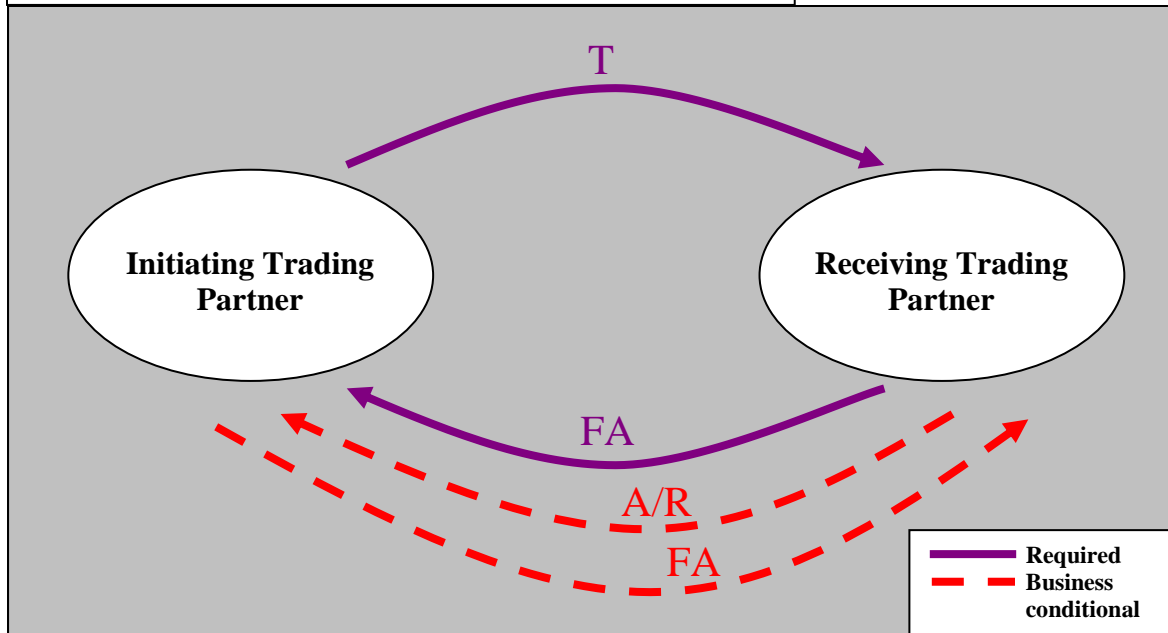 T
Initiating Trading
Partner
Receiving Trading
Partner
FA
A/R
FA
Required
Business
conditional